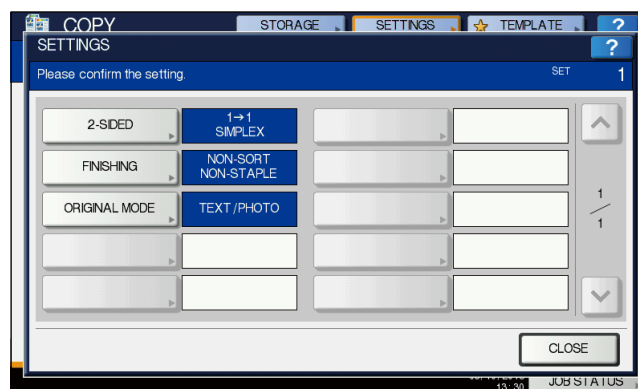 COPY
STORAGE
SETTINGS
TEMPLATE
?
SETTINGS
?
Please confirm the setting.
SET
1
2-SIDED
1→1
SIMPLEX
FINISHING
NON-SORT
NON-STAPLE
ORIGINAL MODE
TEXT/PHOTO
1
1
CLOSE
13:30
JOB STATUS